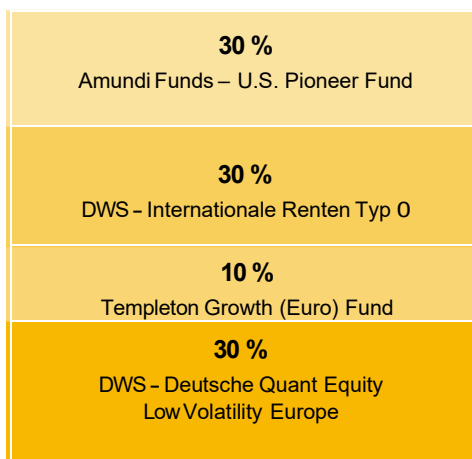 30 %
Amundi Funds – U.S. Pioneer Fund
30 %
DWS – Internationale Renten Typ O
10 %
Templeton Growth (Euro) Fund
30 %
DWS – Deutsche Quant Equity
Low Volatility Europe